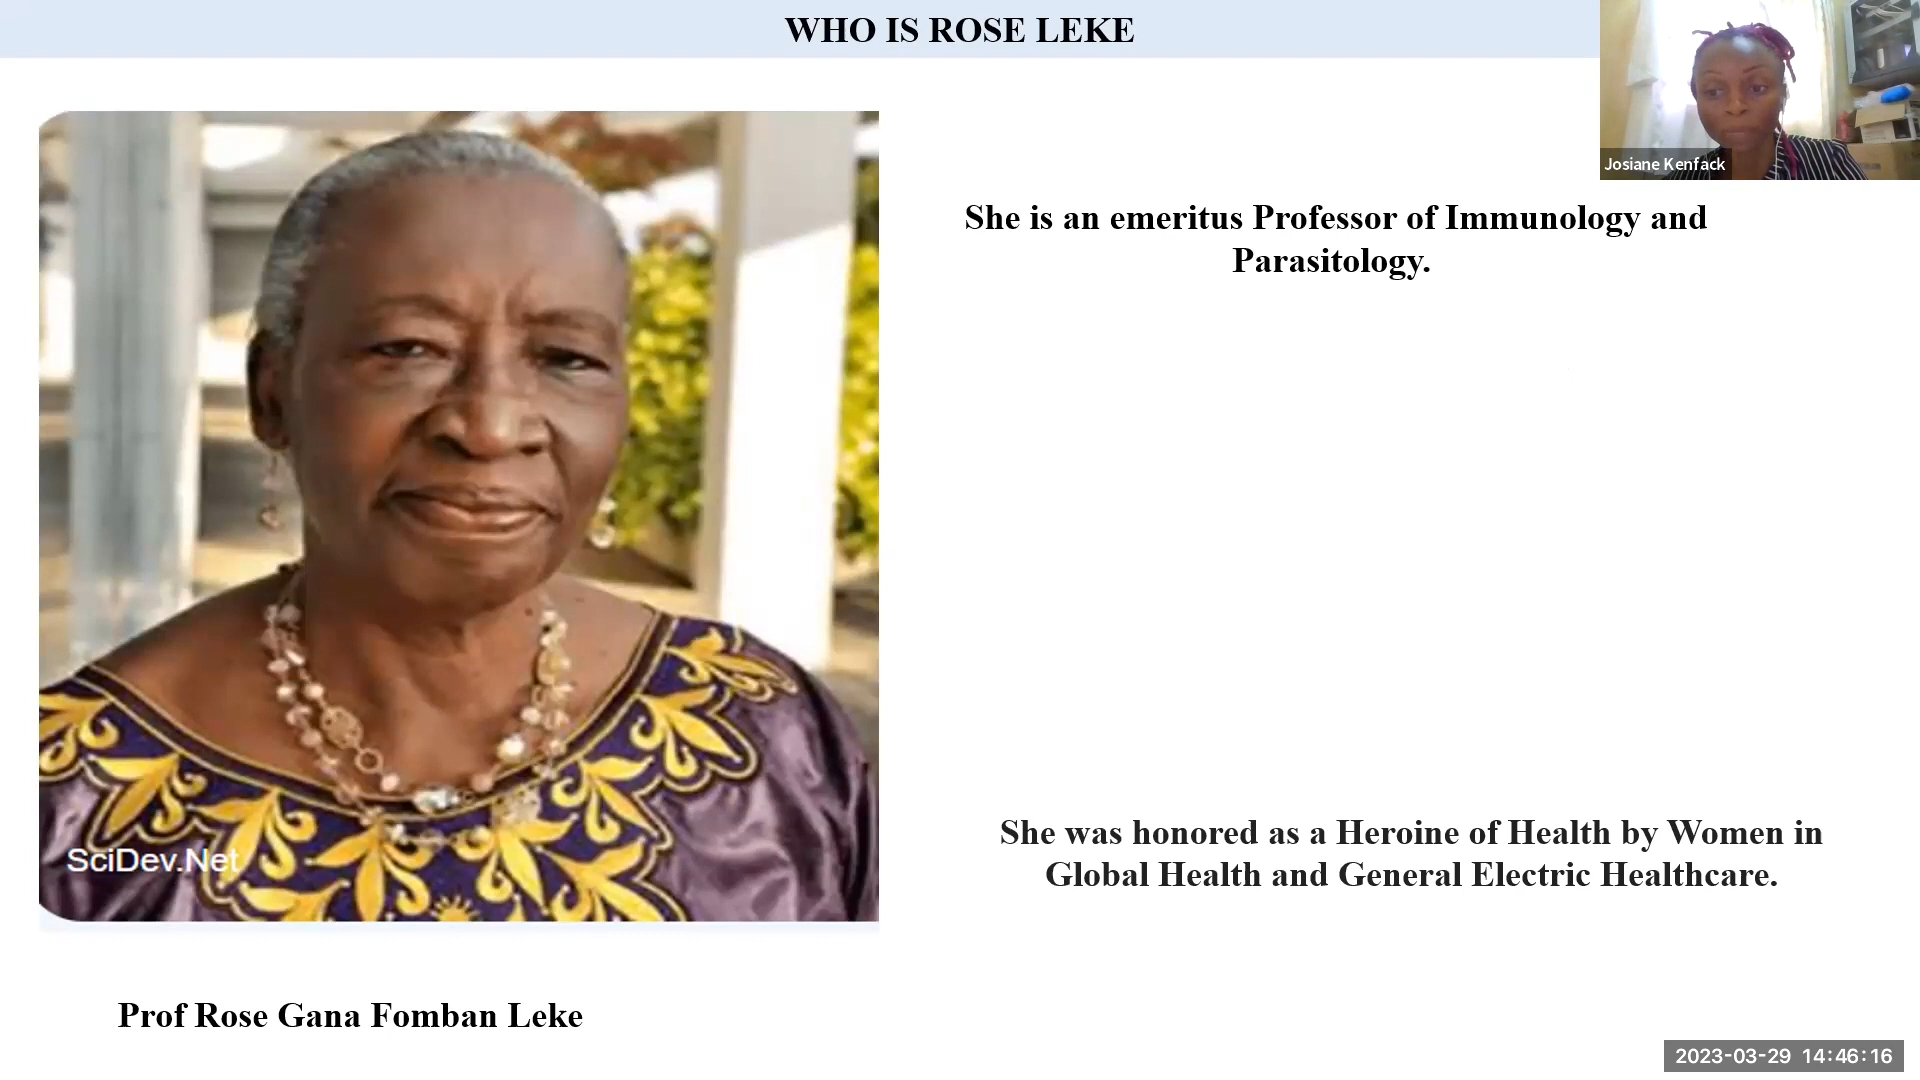 WHO IS ROSE LEKE
Josiane Kenfack
She is an emeritus Professor of Immunology and
Parasitology.
She was honored as a Heroine of Health by Women in
Global Health and General Electric Healthcare.
SciDev.Net
Prof Rose Gana Fomban Leke
2023-03-29 14:46:16